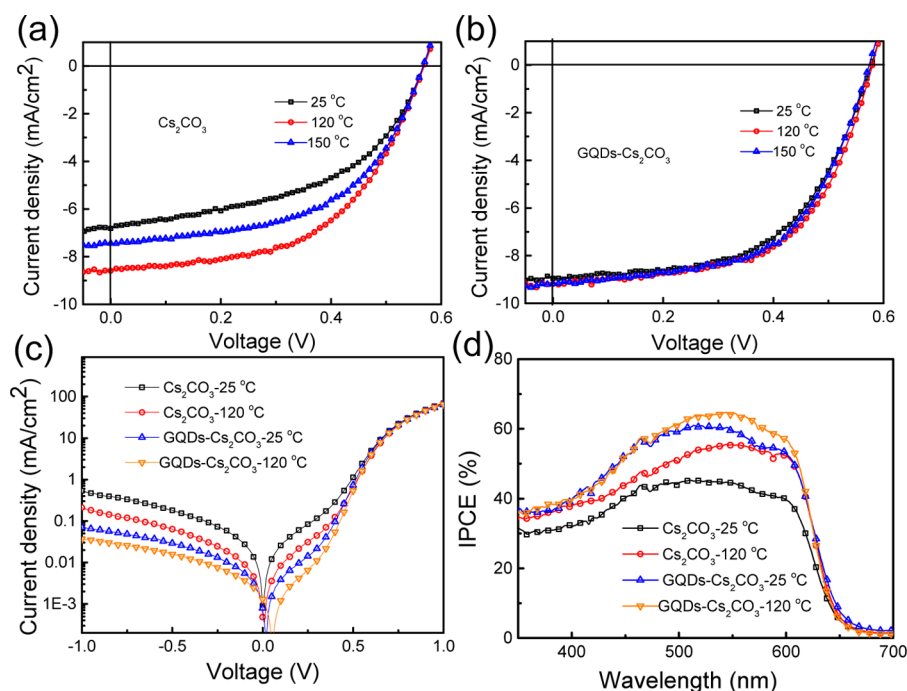 (a)
Current density (mA/cm²)
0
-2
-4
-6
-8
-10
Cs₂CO₃
25 °C
120 °C
150 °C
0.0
0.2
0.4
0.6
Voltage (V)
(b)
Current density (mA/cm²)
0
-2
-4
-6
-8
-10
25 °C
120 °C
150 °C
GQDs-Cs₂CO₃
0.0
0.2
0.4
0.6
Voltage (V)
(c)
Current density (mA/cm²)
100
10
1
0.1
0.01
1E-3
Cs₂CO₃-25 °C
Cs₂CO₃-120 °C
GQDs-Cs₂CO₃-25 °C
GQDs-Cs₂CO₃-120 °C
-1.0
-0.5
0.0
0.5
1.0
Voltage (V)
(d)
IPCE (%)
80
60
40
20
0
Cs₂CO₃-25 °C
Cs₂CO₃-120 °C
GQDs-Cs₂CO₃-25 °C
GQDs-Cs₂CO₃-120 °C
400
500
600
700
Wavelength (nm)